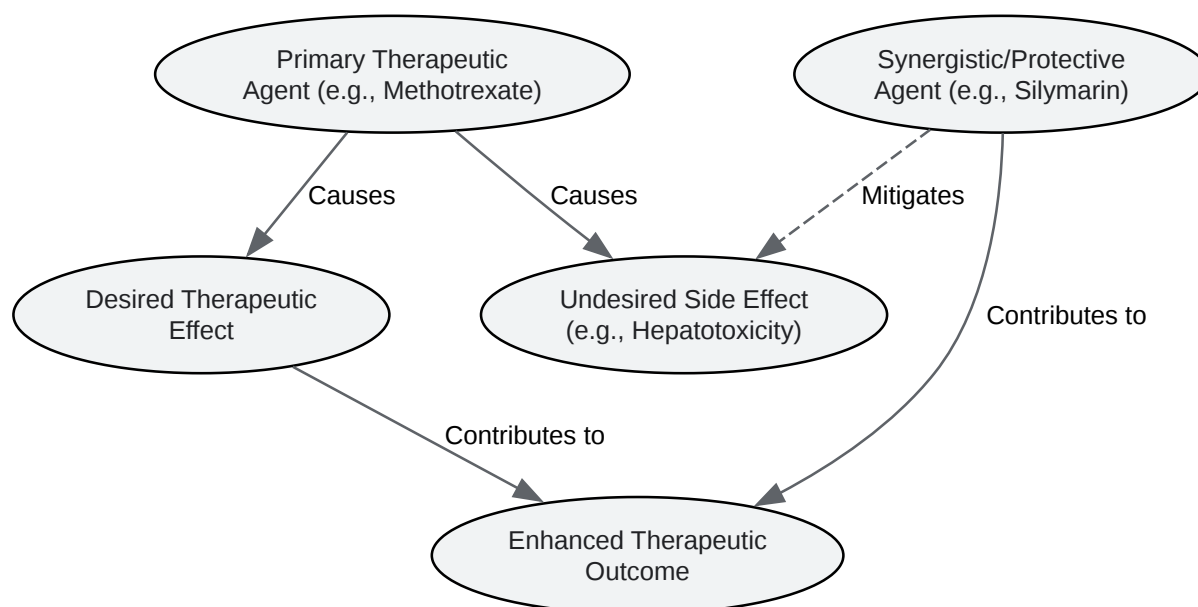 Primary Therapeutic
Agent (e.g., Methotrexate)
Synergistic/Protective
Agent (e.g., Silymarin)
Causes
Causes
Mitigates
Desired Therapeutic
Effect
Undesired Side Effect
(e.g., Hepatotoxicity)
Contributes to
Contributes to
Enhanced Therapeutic
Outcome